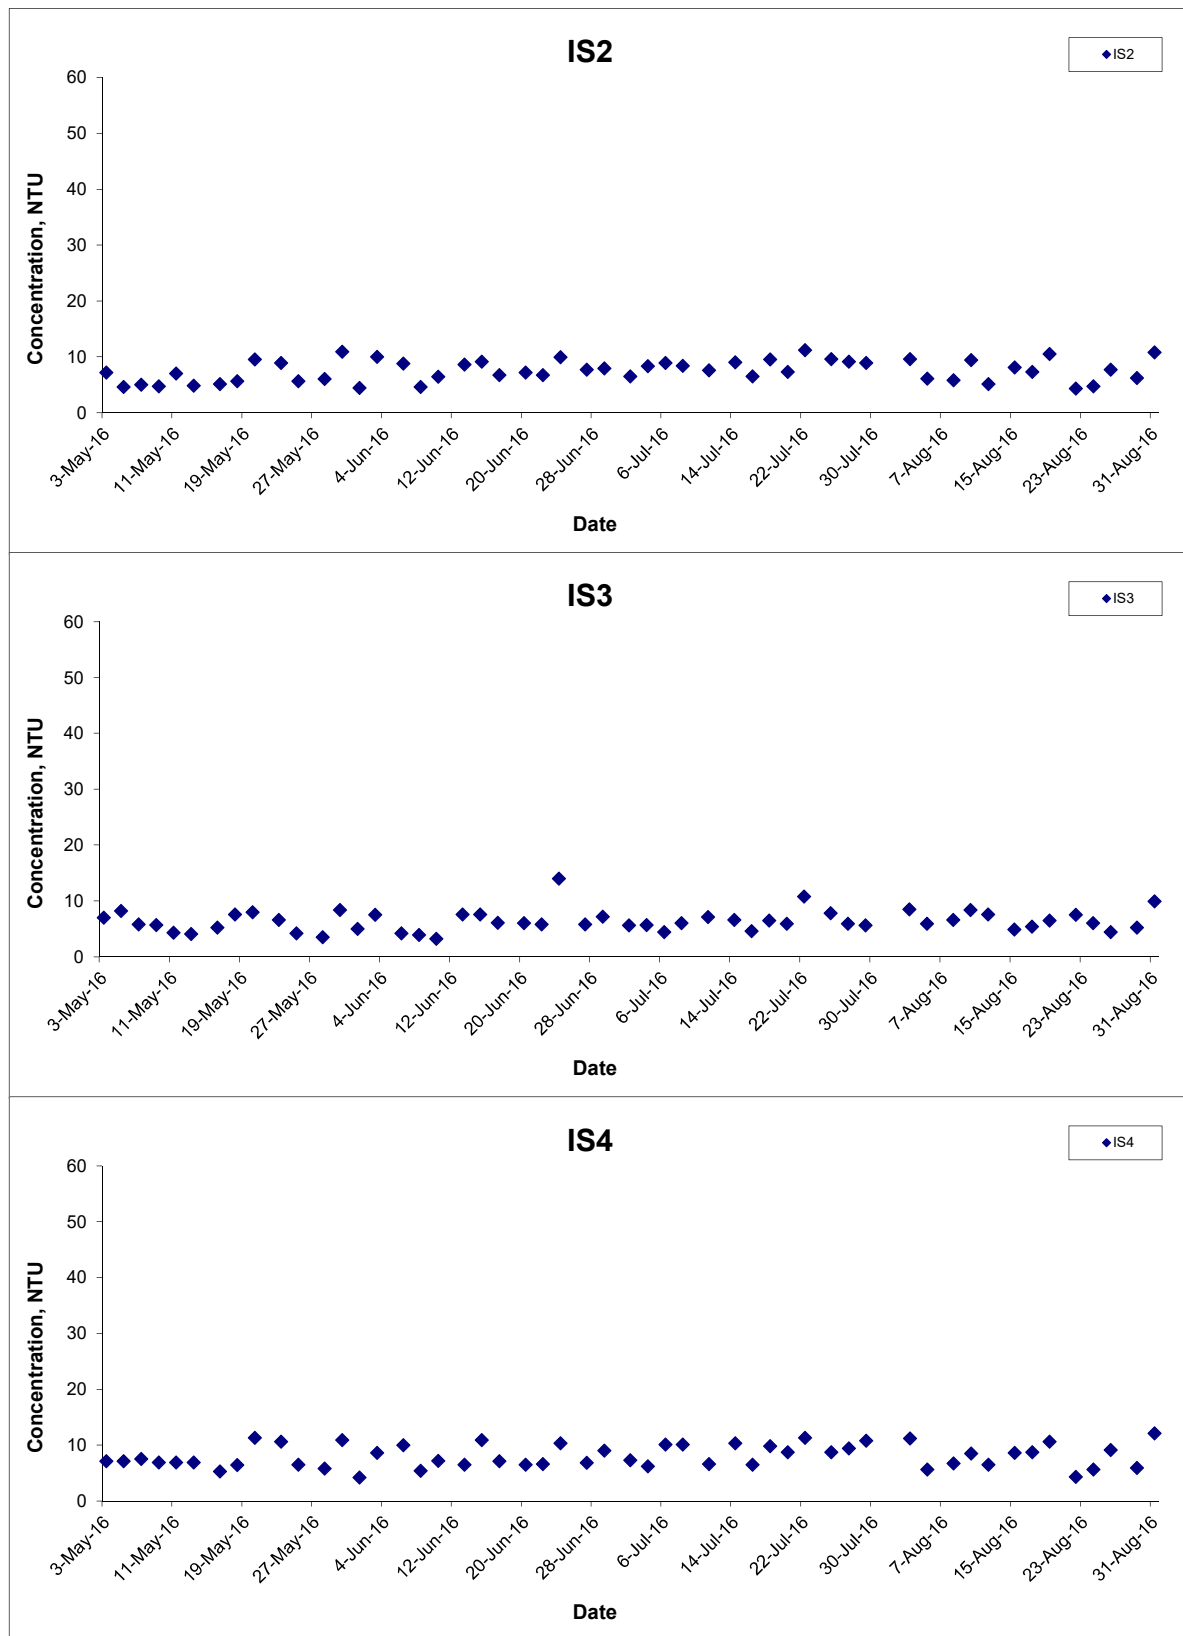 IS2
IS2
60
50
40
30
20
10
0
Concentration, NTU
3-May-16
11-May-16
19-May-16
27-May-16
4-Jun-16
12-Jun-16
20-Jun-16
28-Jun-16
6-Jul-16
14-Jul-16
22-Jul-16
30-Jul-16
7-Aug-16
15-Aug-16
23-Aug-16
31-Aug-16
Date
IS3
IS3
60
50
40
30
20
10
0
Concentration, NTU
3-May-16
11-May-16
19-May-16
27-May-16
4-Jun-16
12-Jun-16
20-Jun-16
28-Jun-16
6-Jul-16
14-Jul-16
22-Jul-16
30-Jul-16
7-Aug-16
15-Aug-16
23-Aug-16
31-Aug-16
Date
IS4
IS4
60
50
40
30
20
10
0
Concentration, NTU
3-May-16
11-May-16
19-May-16
27-May-16
4-Jun-16
12-Jun-16
20-Jun-16
28-Jun-16
6-Jul-16
14-Jul-16
22-Jul-16
30-Jul-16
7-Aug-16
15-Aug-16
23-Aug-16
31-Aug-16
Date